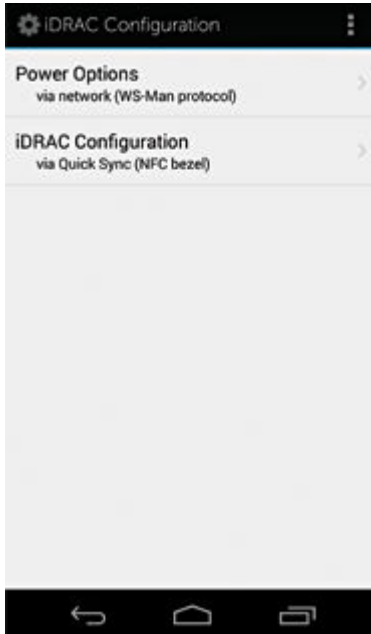 iDRAC Configuration
Power Options
via network (WS-Man protocol)
iDRAC Configuration
via Quick Sync (NFC bezel)